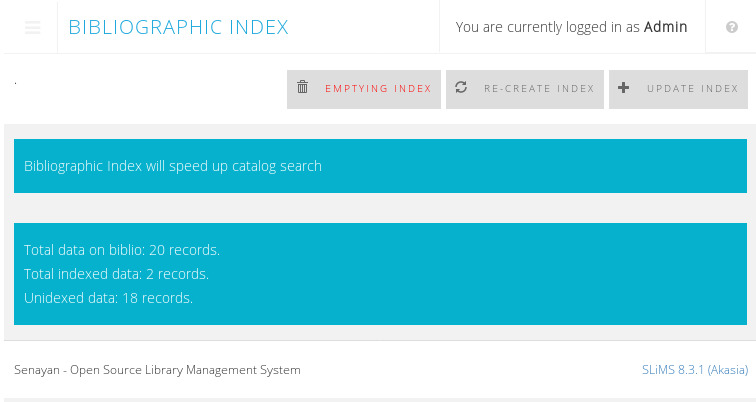 BIBLIOGRAPHIC INDEX
You are currently logged in as Admin
.
EMPTYING INDEX
RE-CREATE INDEX
UPDATE INDEX
Bibliographic Index will speed up catalog search
Total data on biblio: 20 records.
Total indexed data: 2 records.
Unidexed data: 18 records.
Senayan - Open Source Library Management System
SLiMS 8.3.1 (Akasia)